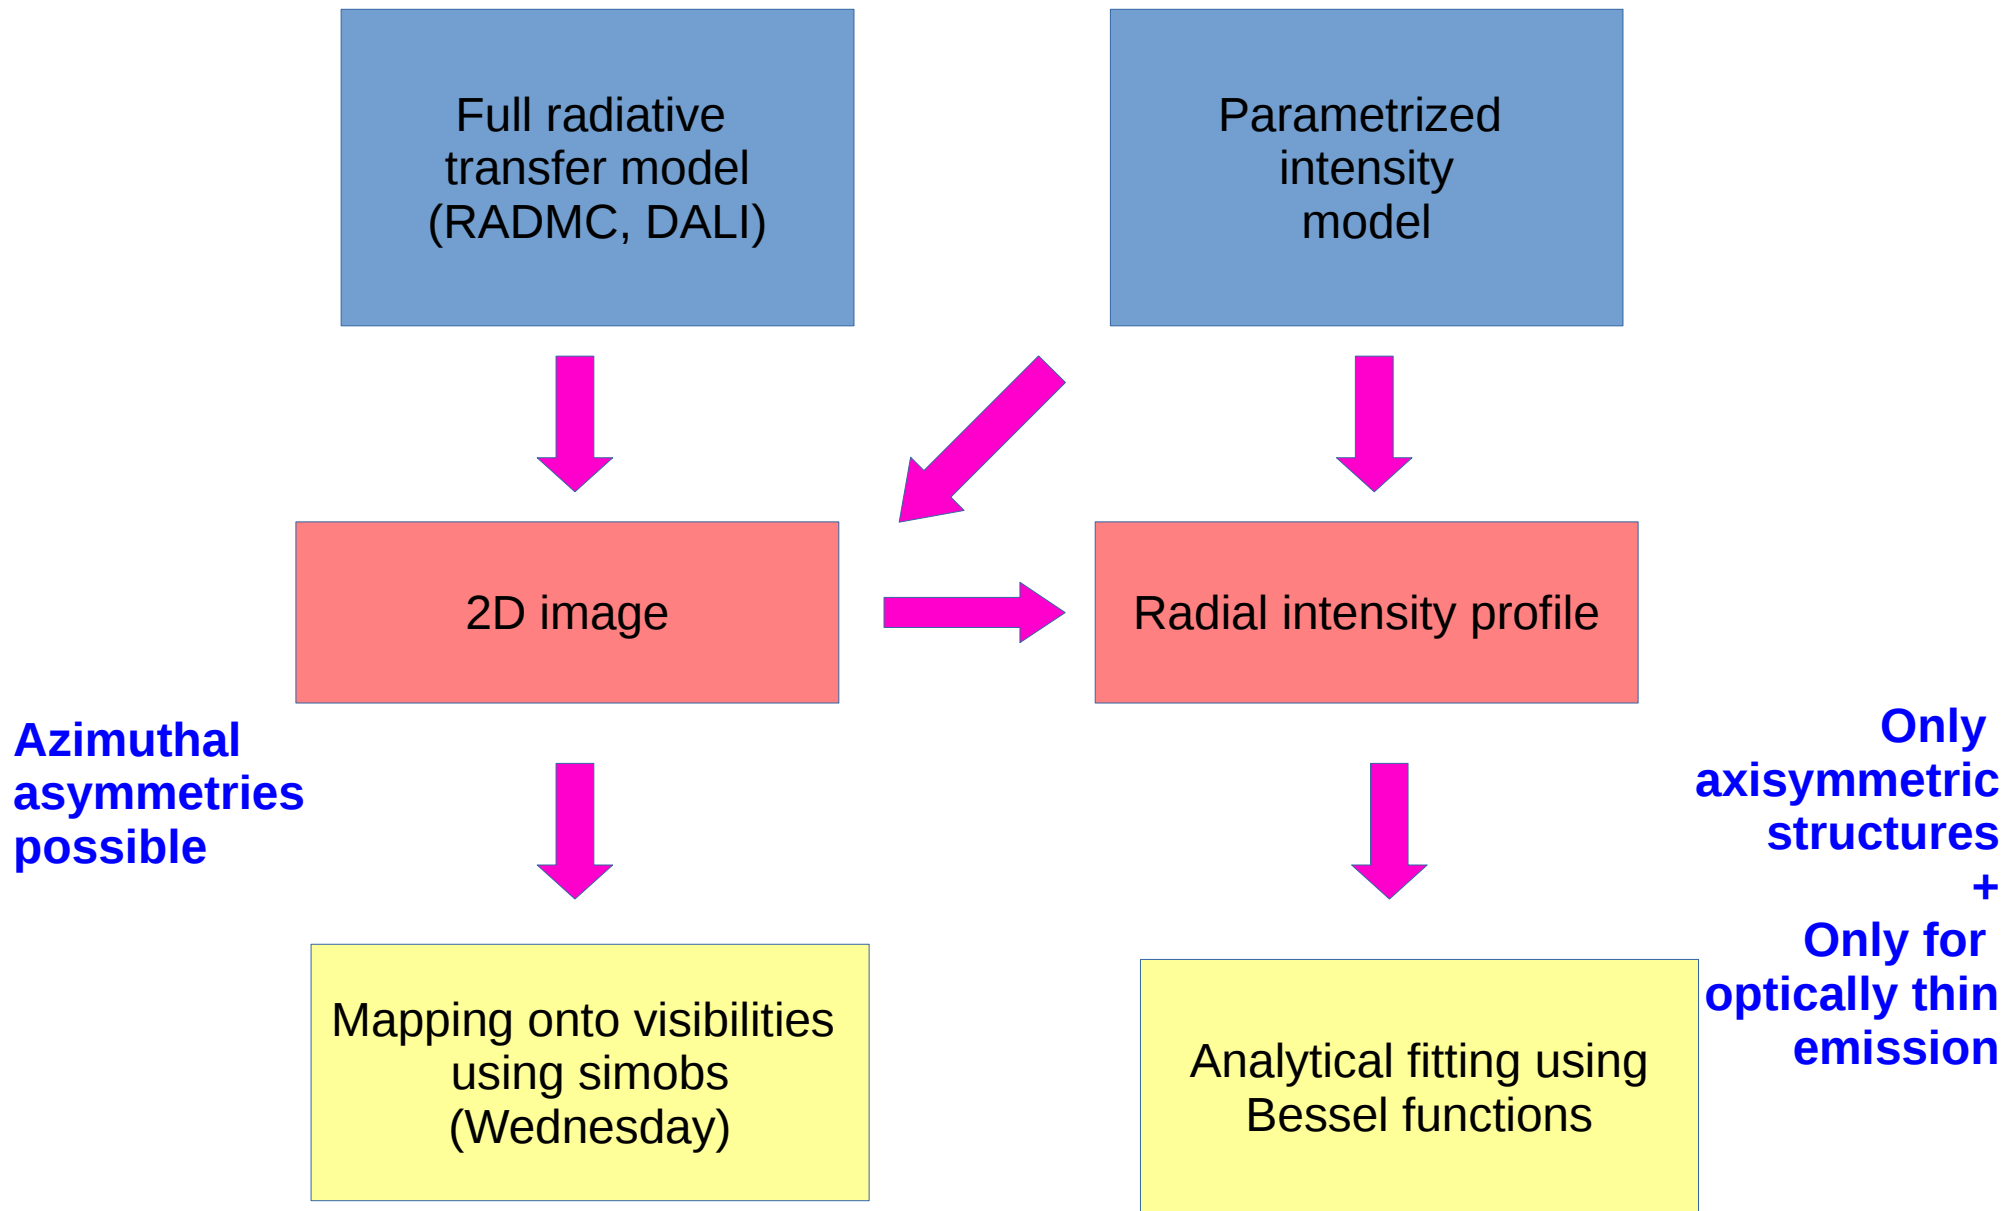 Full radiative
transfer model
(RADMC, DALI)
Parametrized
intensity
model
2D image
Radial intensity profile
Azimuthal
asymmetries
possible
Only
axisymmetric
structures
+
Only for
optically thin
emission
Mapping onto visibilities
using simobs
(Wednesday)
Analytical fitting using
Bessel functions